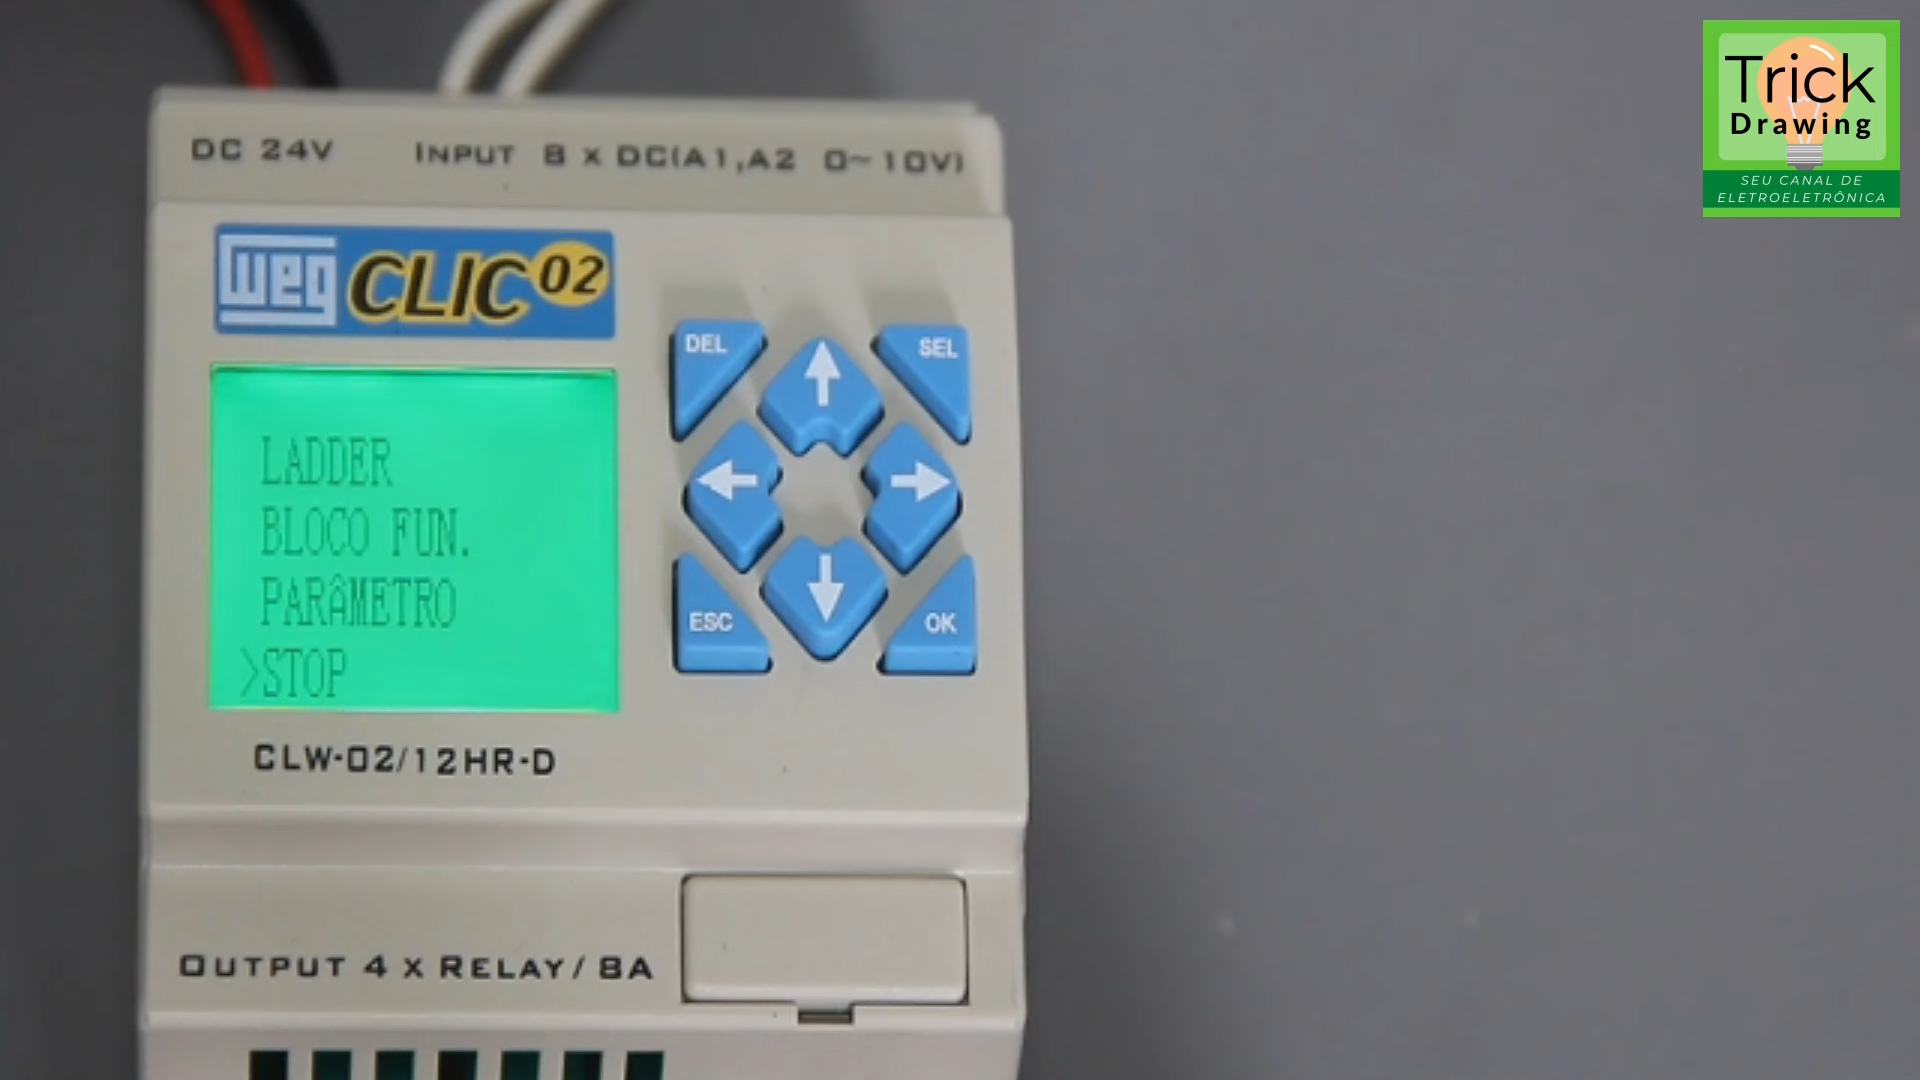 DC 24V INPUT 8 x DC(A1,A2 0~10V)
WEG CLIC 02
DEL
SEL
LADDER
BLOCO FUN.
PARÂMETRO
>STOP
ESC
OK
CLW-02/12HR-D
OUTPUT 4 x RELAY/8A
Trick
Drawing
SEU CANAL DE
ELETROELETRÔNICA